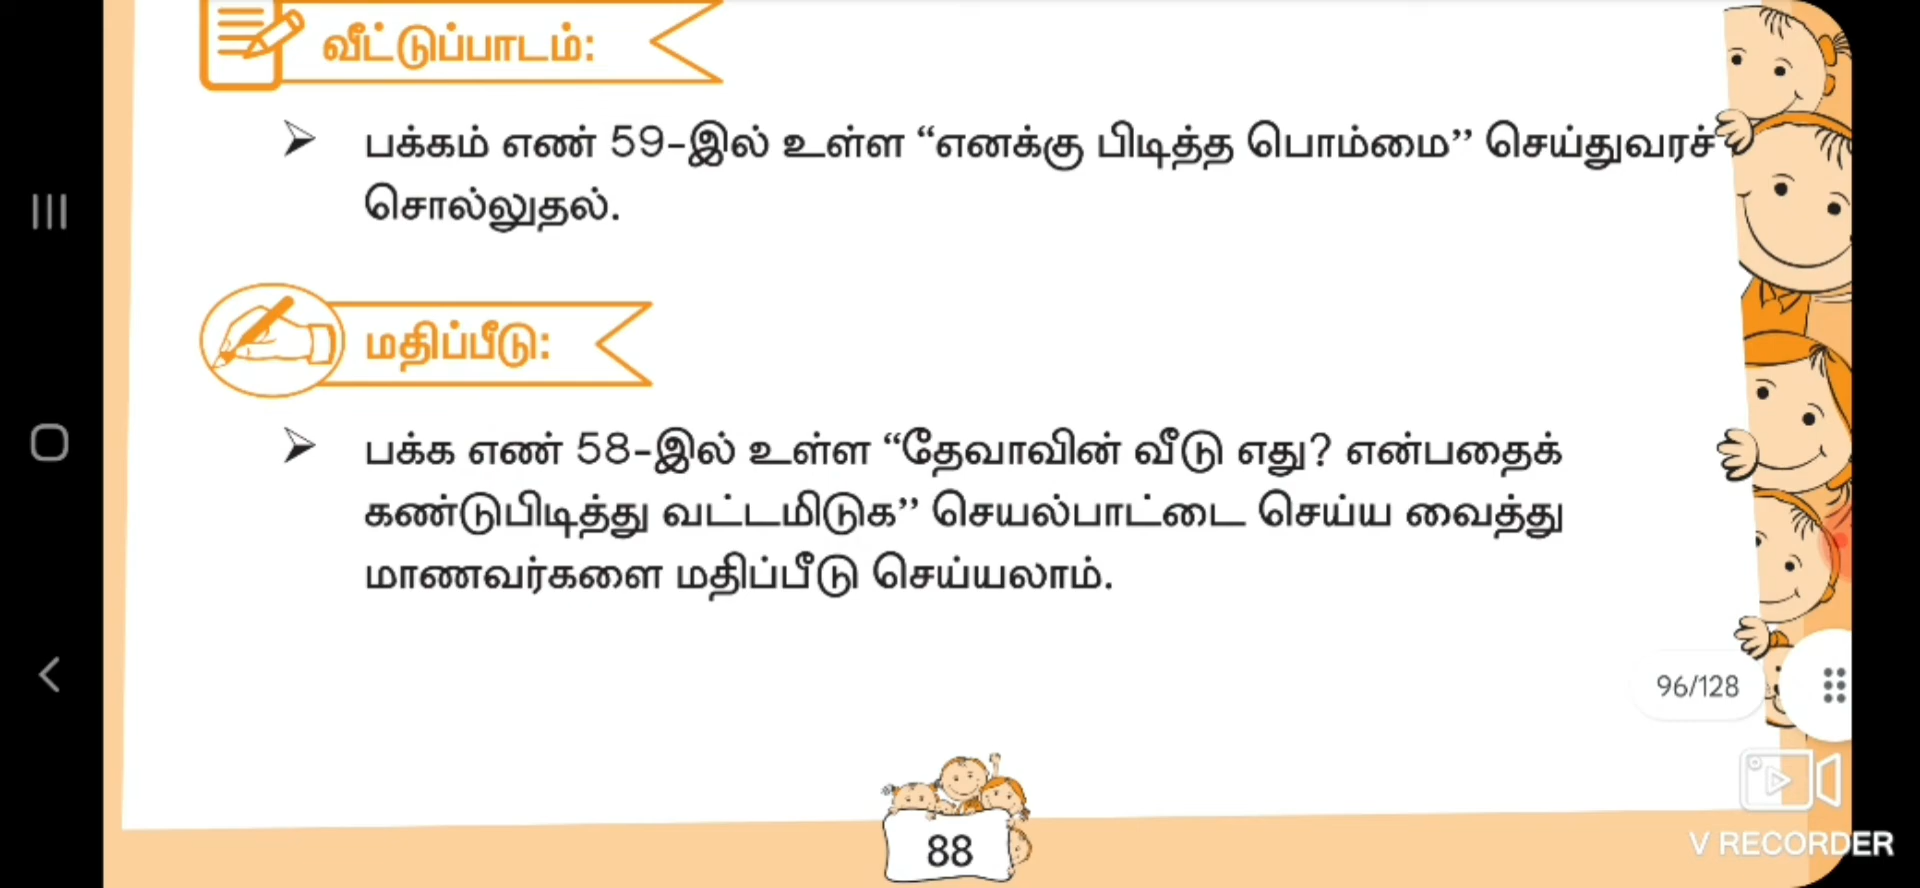 வீட்டுப்பாடம்:
பக்கம் எண் 59-இல் உள்ள “எனக்கு பிடித்த பொம்மை’’ செய்துவரச்
சொல்லுதல்.
மதிப்பீடு:
பக்க எண் 58-இல் உள்ள “தேவாவின் வீடு எது? என்பதைக்
கண்டுபிடித்து வட்டமிடுக’’ செயல்பாட்டை செய்ய வைத்து
மாணவர்களை மதிப்பீடு செய்யலாம்.
96/128
V RECORDER
88